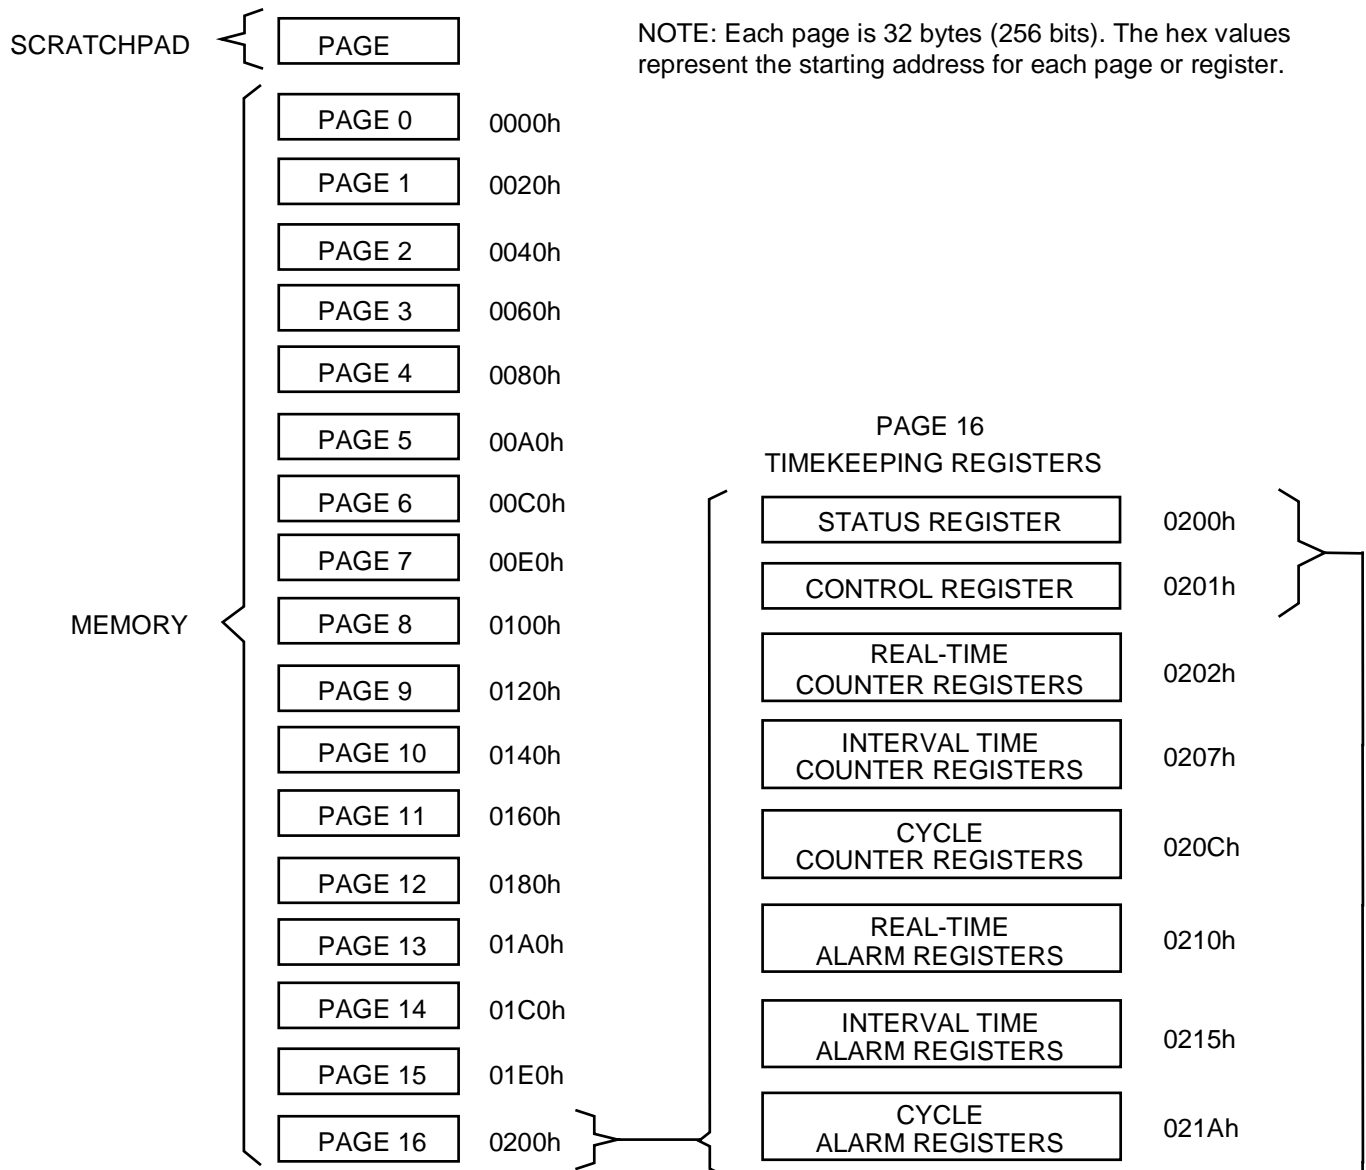 SCRATCHPAD
PAGE
NOTE: Each page is 32 bytes (256 bits). The hex values
represent the starting address for each page or register.
MEMORY
PAGE 0 0000h
PAGE 1 0020h
PAGE 2 0040h
PAGE 3 0060h
PAGE 4 0080h
PAGE 5 00A0h
PAGE 6 00C0h
PAGE 7 00E0h
PAGE 8 0100h
PAGE 9 0120h
PAGE 10 0140h
PAGE 11 0160h
PAGE 12 0180h
PAGE 13 01A0h
PAGE 14 01C0h
PAGE 15 01E0h
PAGE 16 0200h
PAGE 16
TIMEKEEPING REGISTERS
STATUS REGISTER 0200h
CONTROL REGISTER 0201h
REAL-TIME
COUNTER REGISTERS 0202h
INTERVAL TIME
COUNTER REGISTERS 0207h
CYCLE
COUNTER REGISTERS 020Ch
REAL-TIME
ALARM REGISTERS 0210h
INTERVAL TIME
ALARM REGISTERS 0215h
CYCLE
ALARM REGISTERS 021Ah